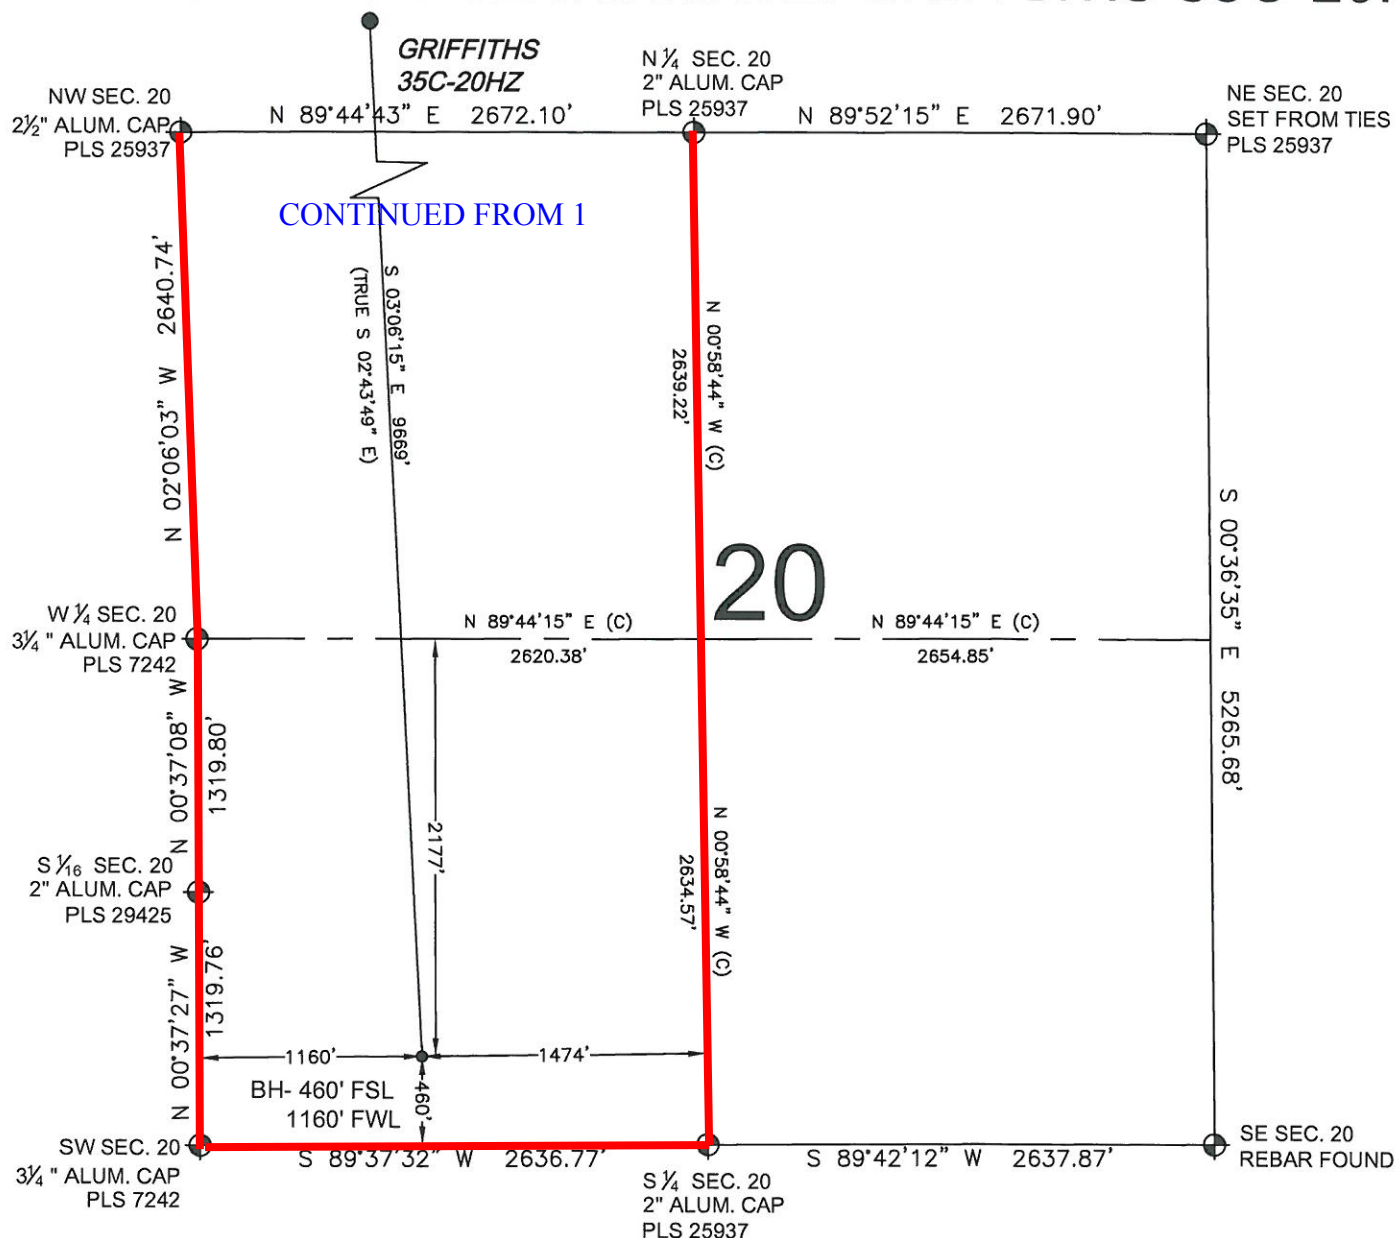 GRIFFITHS
35C-20HZ
NW SEC. 20
2½" ALUM. CAP
PLS 25937
N 89°44'43" E 2672.10'
N ¼ SEC. 20
2" ALUM. CAP
PLS 25937
N 89°52'15" E 2671.90'
NE SEC. 20
SET FROM TIES
PLS 25937
CONTINUED FROM 1
N 02°06'03" W 2640.74'
S 03°06'15" E 9669'
(TRUE S 02°43'49" E)
N 00°58'44" W (C)
2639.22'
S 00°36'35" E 5265.68'
20
W ¼ SEC. 20
3¼" ALUM. CAP
PLS 7242
N 89°44'15" E (C)
2620.38'
N 89°44'15" E (C)
2654.85'
N 00°37'08" W
1319.80'
2177'
N 00°58'44" W (C)
2634.57'
S 1⁄16 SEC. 20
2" ALUM. CAP
PLS 29425
N 00°37'27" W
1319.76'
1160'
1474'
BH- 460' FSL
1160' FWL
460'
SW SEC. 20
3¼" ALUM. CAP
PLS 7242
S 89°37'32" W 2636.77'
S ¼ SEC. 20
2" ALUM. CAP
PLS 25937
S 89°42'12" W 2637.87'
SE SEC. 20
REBAR FOUND